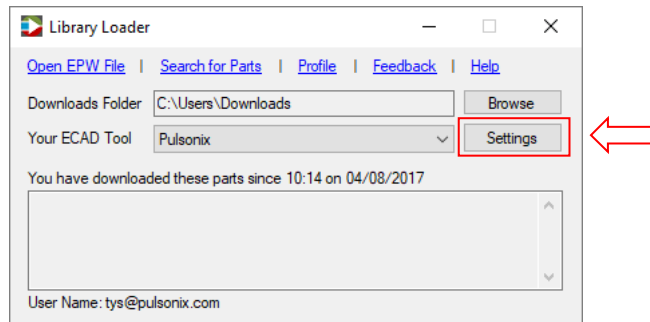 Library Loader
Open EPW File | Search for Parts | Profile | Feedback | Help
Downloads Folder C:\Users\Downloads Browse
Your ECAD Tool Pulsonix Settings
You have downloaded these parts since 10:14 on 04/08/2017
User Name: tys@pulsonix.com